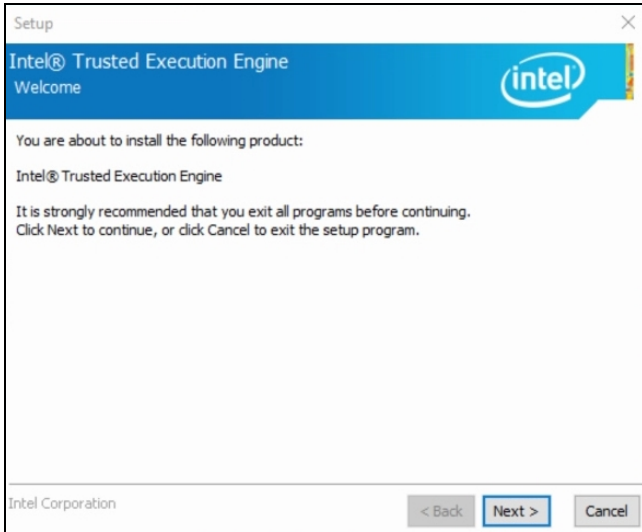 Setup
Intel® Trusted Execution Engine
Welcome
intel
You are about to install the following product:
Intel® Trusted Execution Engine
It is strongly recommended that you exit all programs before continuing.
Click Next to continue, or click Cancel to exit the setup program.
Intel Corporation
< Back
Next >
Cancel